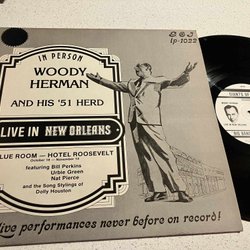 IN PERSON
lp-1022
WOODY
HERMAN
AND HIS '51 HERD
LIVE IN NEW ORLEANS
BLUE ROOM — HOTEL ROOSEVELT
featuring Bill Perkins
Urbie Green
Nat Pierce
and the Song Stylings of
Dolly Houston
live performances never before on record!